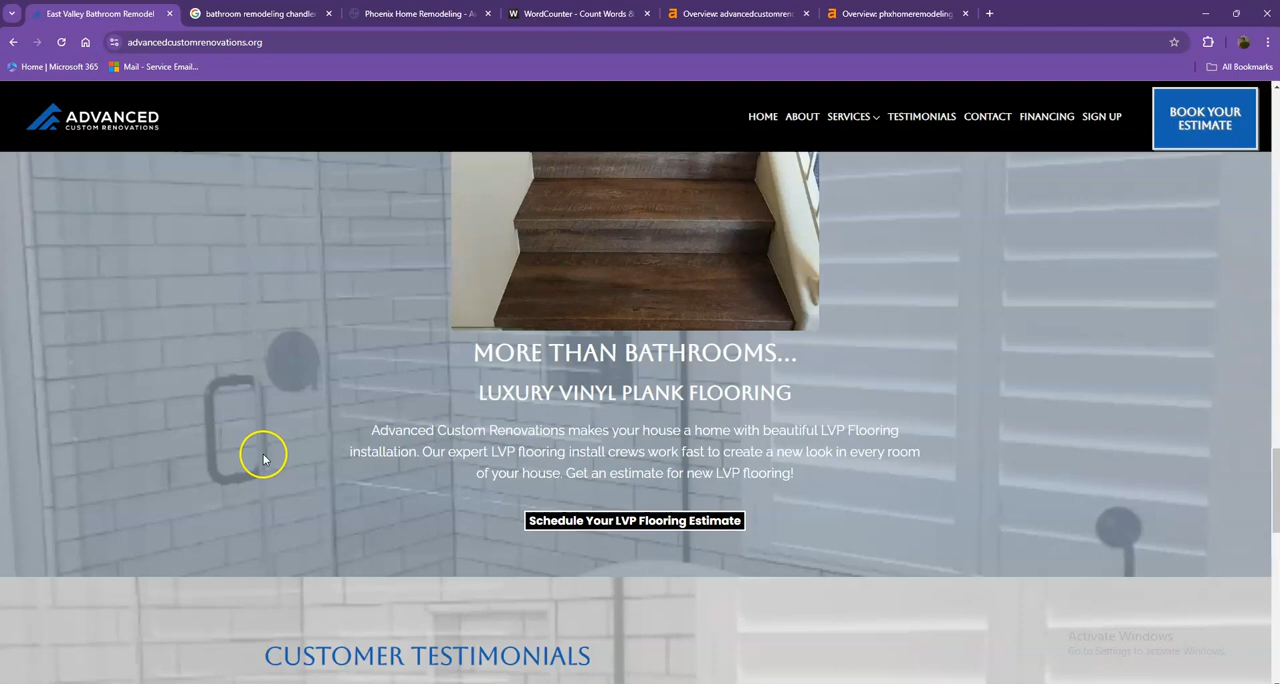 East Valley Bathroom Remodel
bathroom remodeling chandler
Phoenix Home Remodeling - A
WordCounter - Count Words &
Overview: advancedcustomreno
Overview: phxhomeremodeling
advancedcustomrenovations.org
Home | Microsoft 365
Mail - Service Email...
All Bookmarks
ADVANCED
CUSTOM RENOVATIONS
HOME ABOUT SERVICES TESTIMONIALS CONTACT FINANCING SIGN UP
BOOK YOUR
ESTIMATE
MORE THAN BATHROOMS...
LUXURY VINYL PLANK FLOORING
Advanced Custom Renovations makes your house a home with beautiful LVP Flooring
installation. Our expert LVP flooring install crews work fast to create a new look in every room
of your house. Get an estimate for new LVP flooring!
Schedule Your LVP Flooring Estimate
CUSTOMER TESTIMONIALS
Activate Windows
Go to Settings to activate Windows.